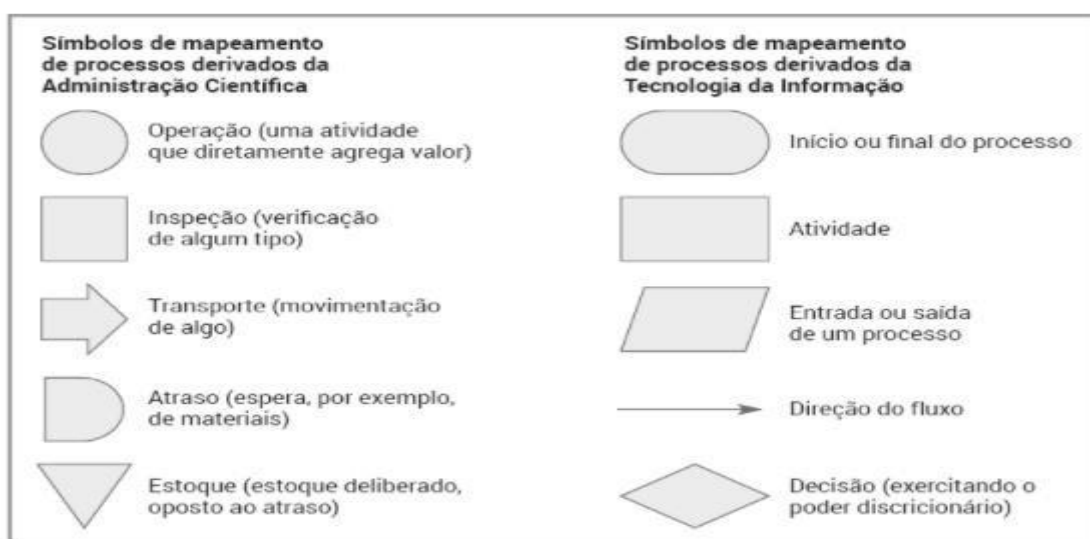 Símbolos de mapeamento
de processos derivados da
Administração Científica
Operação (uma atividade
que diretamente agrega valor)
Inspeção (verificação
de algum tipo)
Transporte (movimentação
de algo)
Atraso (espera, por exemplo,
de materiais)
Estoque (estoque deliberado,
oposto ao atraso)
Símbolos de mapeamento
de processos derivados da
Tecnologia da Informação
Início ou final do processo
Atividade
Entrada ou saída
de um processo
Direção do fluxo
Decisão (exercitando o
poder discricionário)